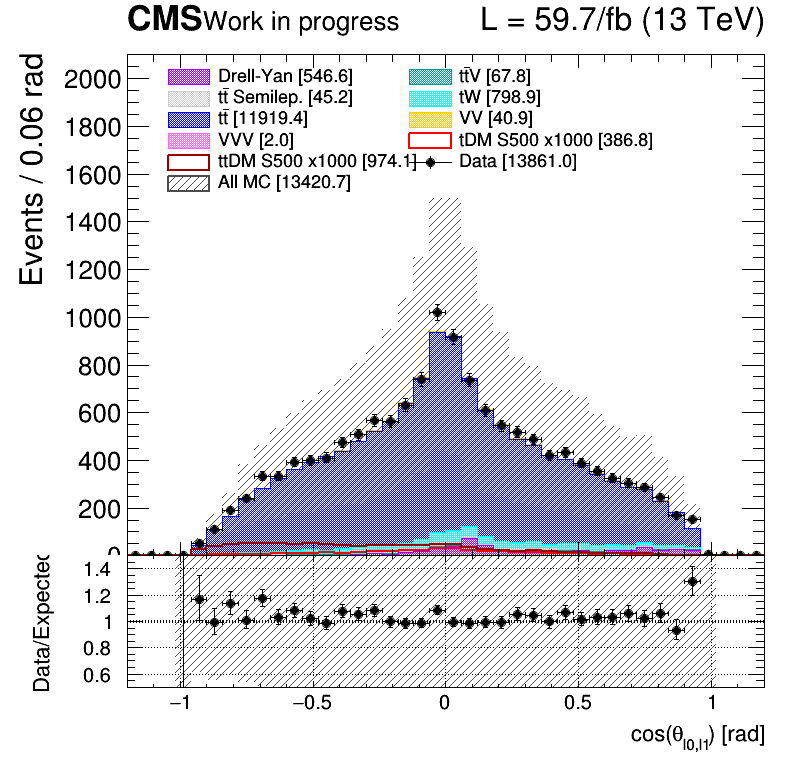 CMS Work in progress L = 59.7/fb (13 TeV)
Events / 0.06 rad
2000
1800
1600
1400
1200
1000
800
600
400
200
0
Drell-Yan [546.6] tt̄V [67.8]
tt̄ Semilep. [45.2] tW [798.9]
tt̄ [11919.4] VV [40.9]
VVV [2.0] tDM S500 x1000 [386.8]
ttDM S500 x1000 [974.1] Data [13861.0]
All MC [13420.7]
Data/Expected
1.4
1.2
1
0.8
0.6
−1 −0.5 0 0.5 1
cos(θl0,l1) [rad]